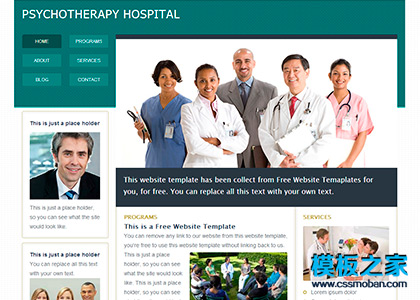 PSYCHOTHERAPY HOSPITAL
HOME
PROGRAMS
ABOUT
SERVICES
BLOG
CONTACT
This is just a place holder
This is just a place
holder, so you can see
what the site would look
like.
This is just a place holder
You can replace all this
text with your own text.
This website template has been collect from Free Website Temaplates for
you, for free. You can replace all this text with your own text.
PROGRAMS
This is a Free Website Template
You can remove any link to our website from this website template,
you're free to use this website template without linking back to us.
This is just a place
holder, so you can see
what the site would look
like. This is just a place
SERVICES
Lorem ipsum dolor
模板之家
www.cssmoban.com